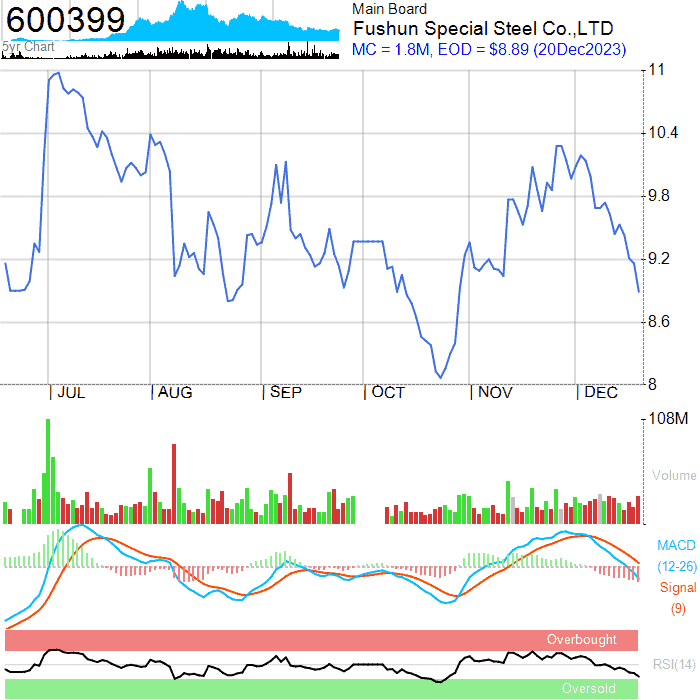 600399
5yr Chart
Main Board
Fushun Special Steel Co.,LTD
MC = 1.8M, EOD = $8.89 (20Dec2023)
11
10.4
9.8
9.2
8.6
8
JUL AUG SEP OCT NOV DEC
108M
Volume
MACD
(12-26)
Signal
(9)
Overbought
RSI(14)
Oversold